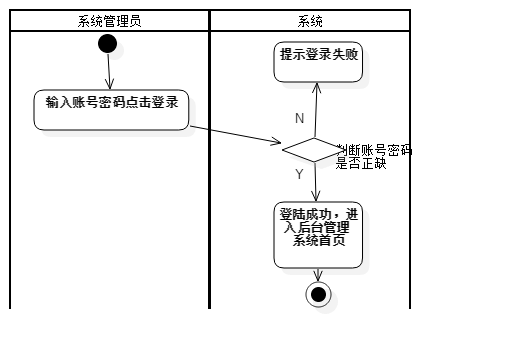 系统管理员
系统
提示登录失败
输入账号密码点击登录
N
判断账号密码
是否正缺
Y
登陆成功，进
入后台管理
系统首页